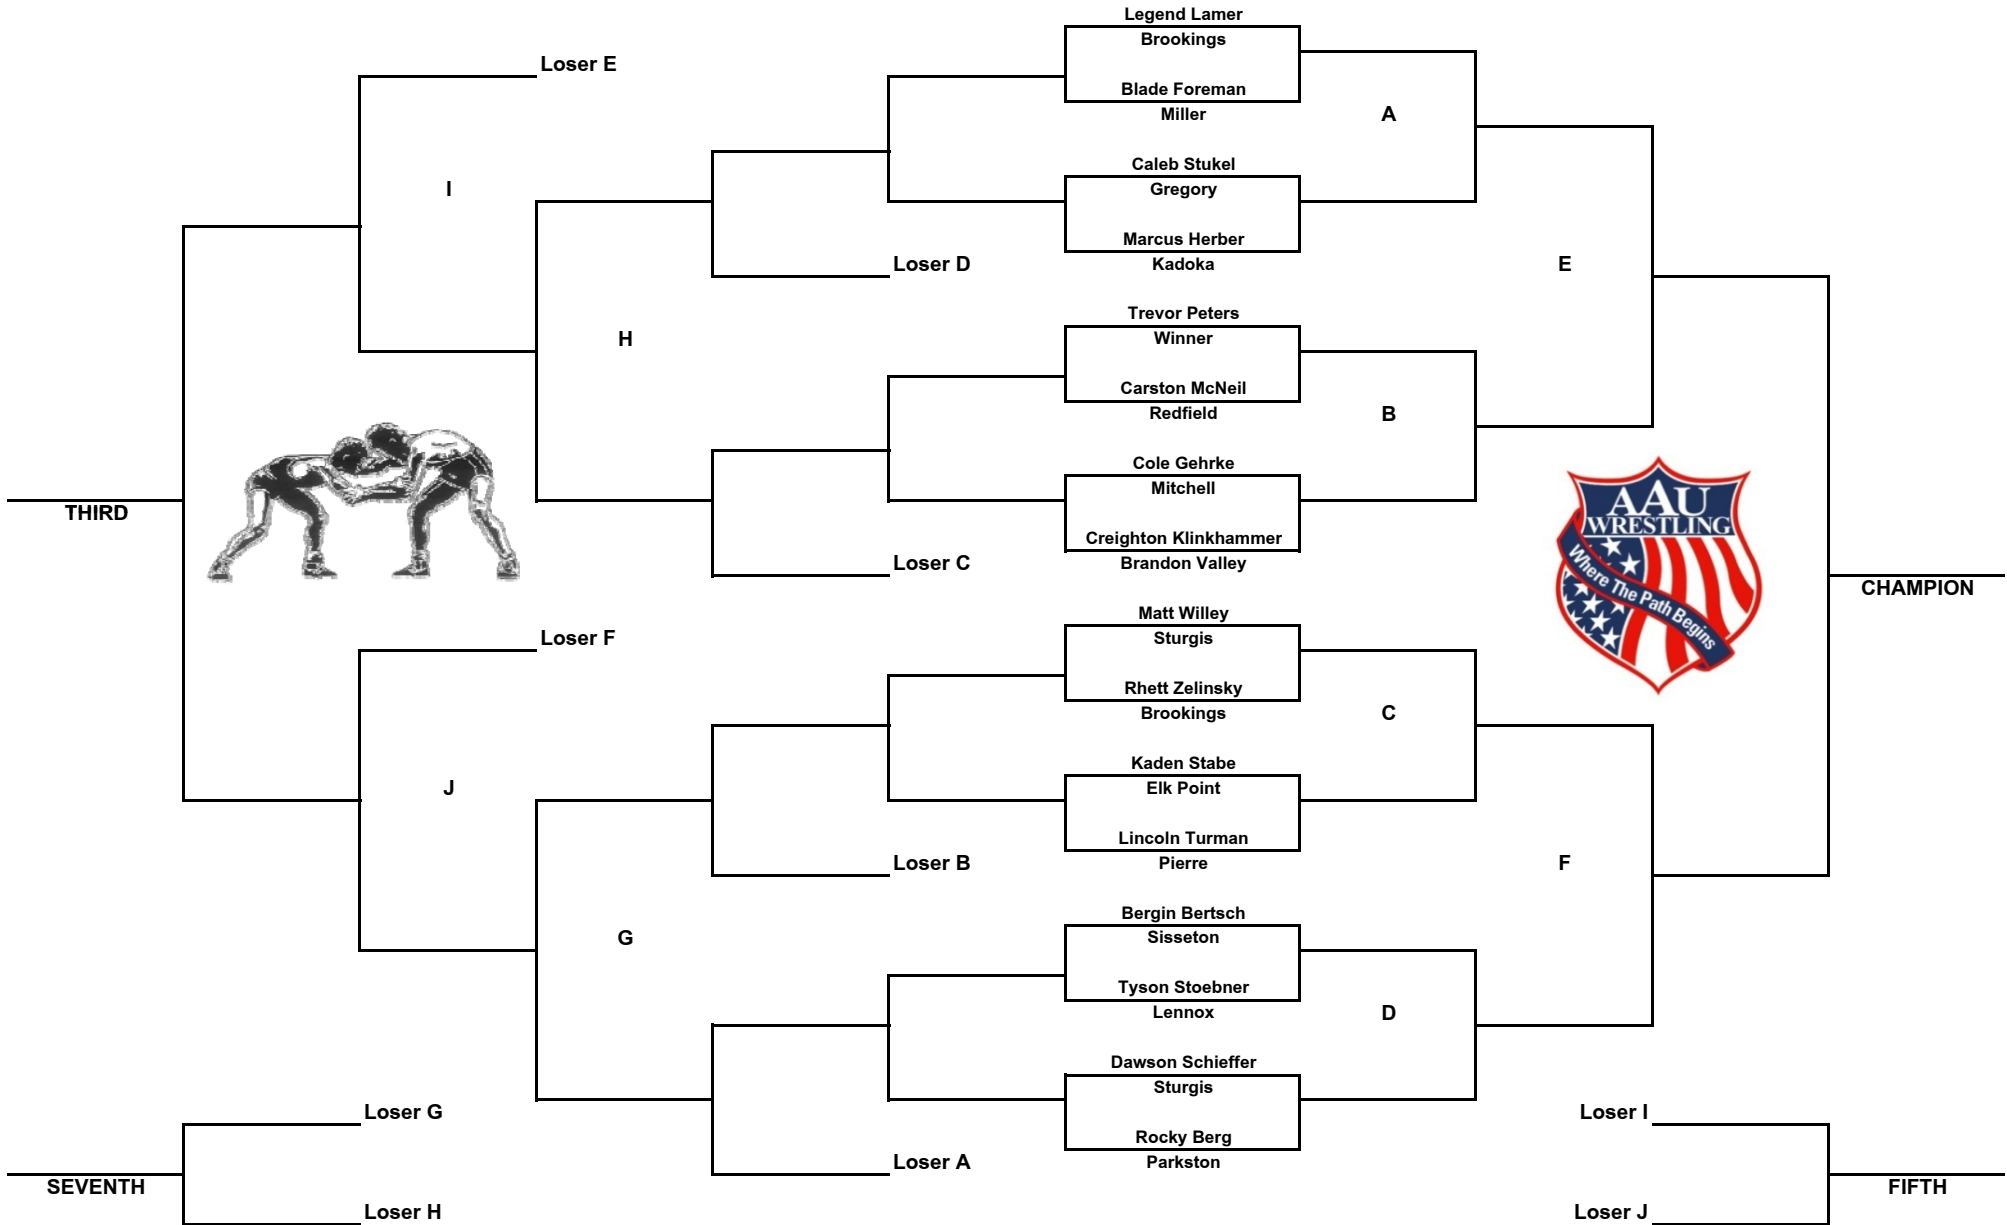 Legend Lamer
Brookings
Loser E
Blade Foreman
Miller
A
Caleb Stukel
Gregory
I
Marcus Herber
Kadoka
Loser D
E
Trevor Peters
Winner
H
Carston McNeil
Redfield
B
Cole Gehrke
Mitchell
THIRD
Creighton Klinkhammer
Brandon Valley
Loser C
AAU
WRESTLING
Where The Path Begins
CHAMPION
Matt Willey
Sturgis
Loser F
Rhett Zelinsky
Brookings
C
Kaden Stabe
Elk Point
J
Lincoln Turman
Pierre
Loser B
F
Bergin Bertsch
Sisseton
G
Tyson Stoebner
Lennox
D
Dawson Schieffer
Sturgis
Loser G
Loser I
Rocky Berg
Parkston
Loser A
SEVENTH
FIFTH
Loser H
Loser J